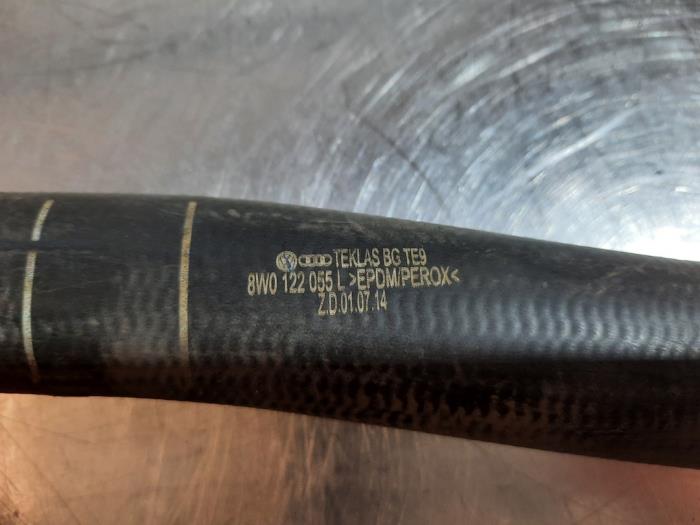 TEKLAS BG TE9
8W0 122 055 L >EPDM/PEROX<
Z.D.01.07.14